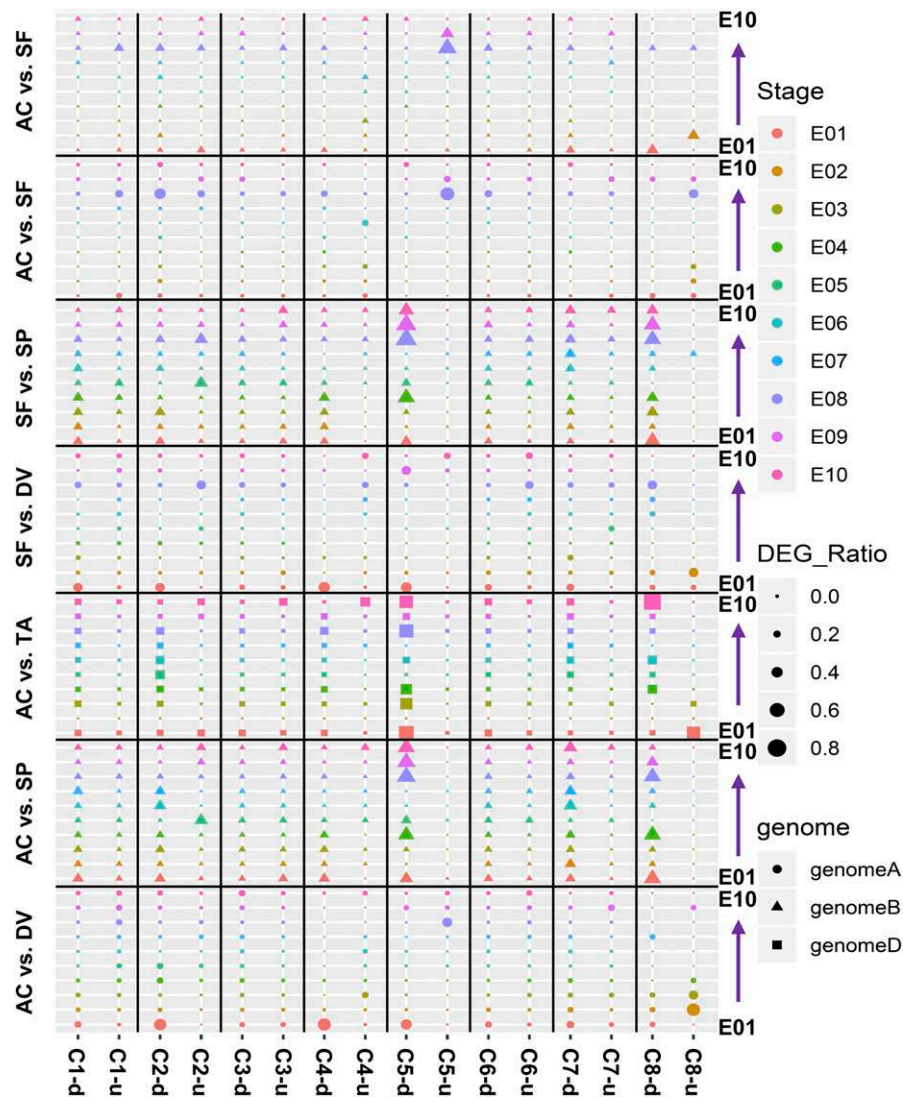 AC vs. SF
E10
E01
AC vs. SF
E10
E01
SF vs. SP
E10
E01
SF vs. DV
E10
E01
AC vs. TA
E10
E01
AC vs. SP
E10
E01
AC vs. DV
E10
E01
C1-d
C1-u
C2-d
C2-u
C3-d
C3-u
C4-d
C4-u
C5-d
C5-u
C6-d
C6-u
C7-d
C7-u
C8-d
C8-u
Stage
E01
E02
E03
E04
E05
E06
E07
E08
E09
E10
DEG_Ratio
0.0
0.2
0.4
0.6
0.8
genome
genomeA
genomeB
genomeD